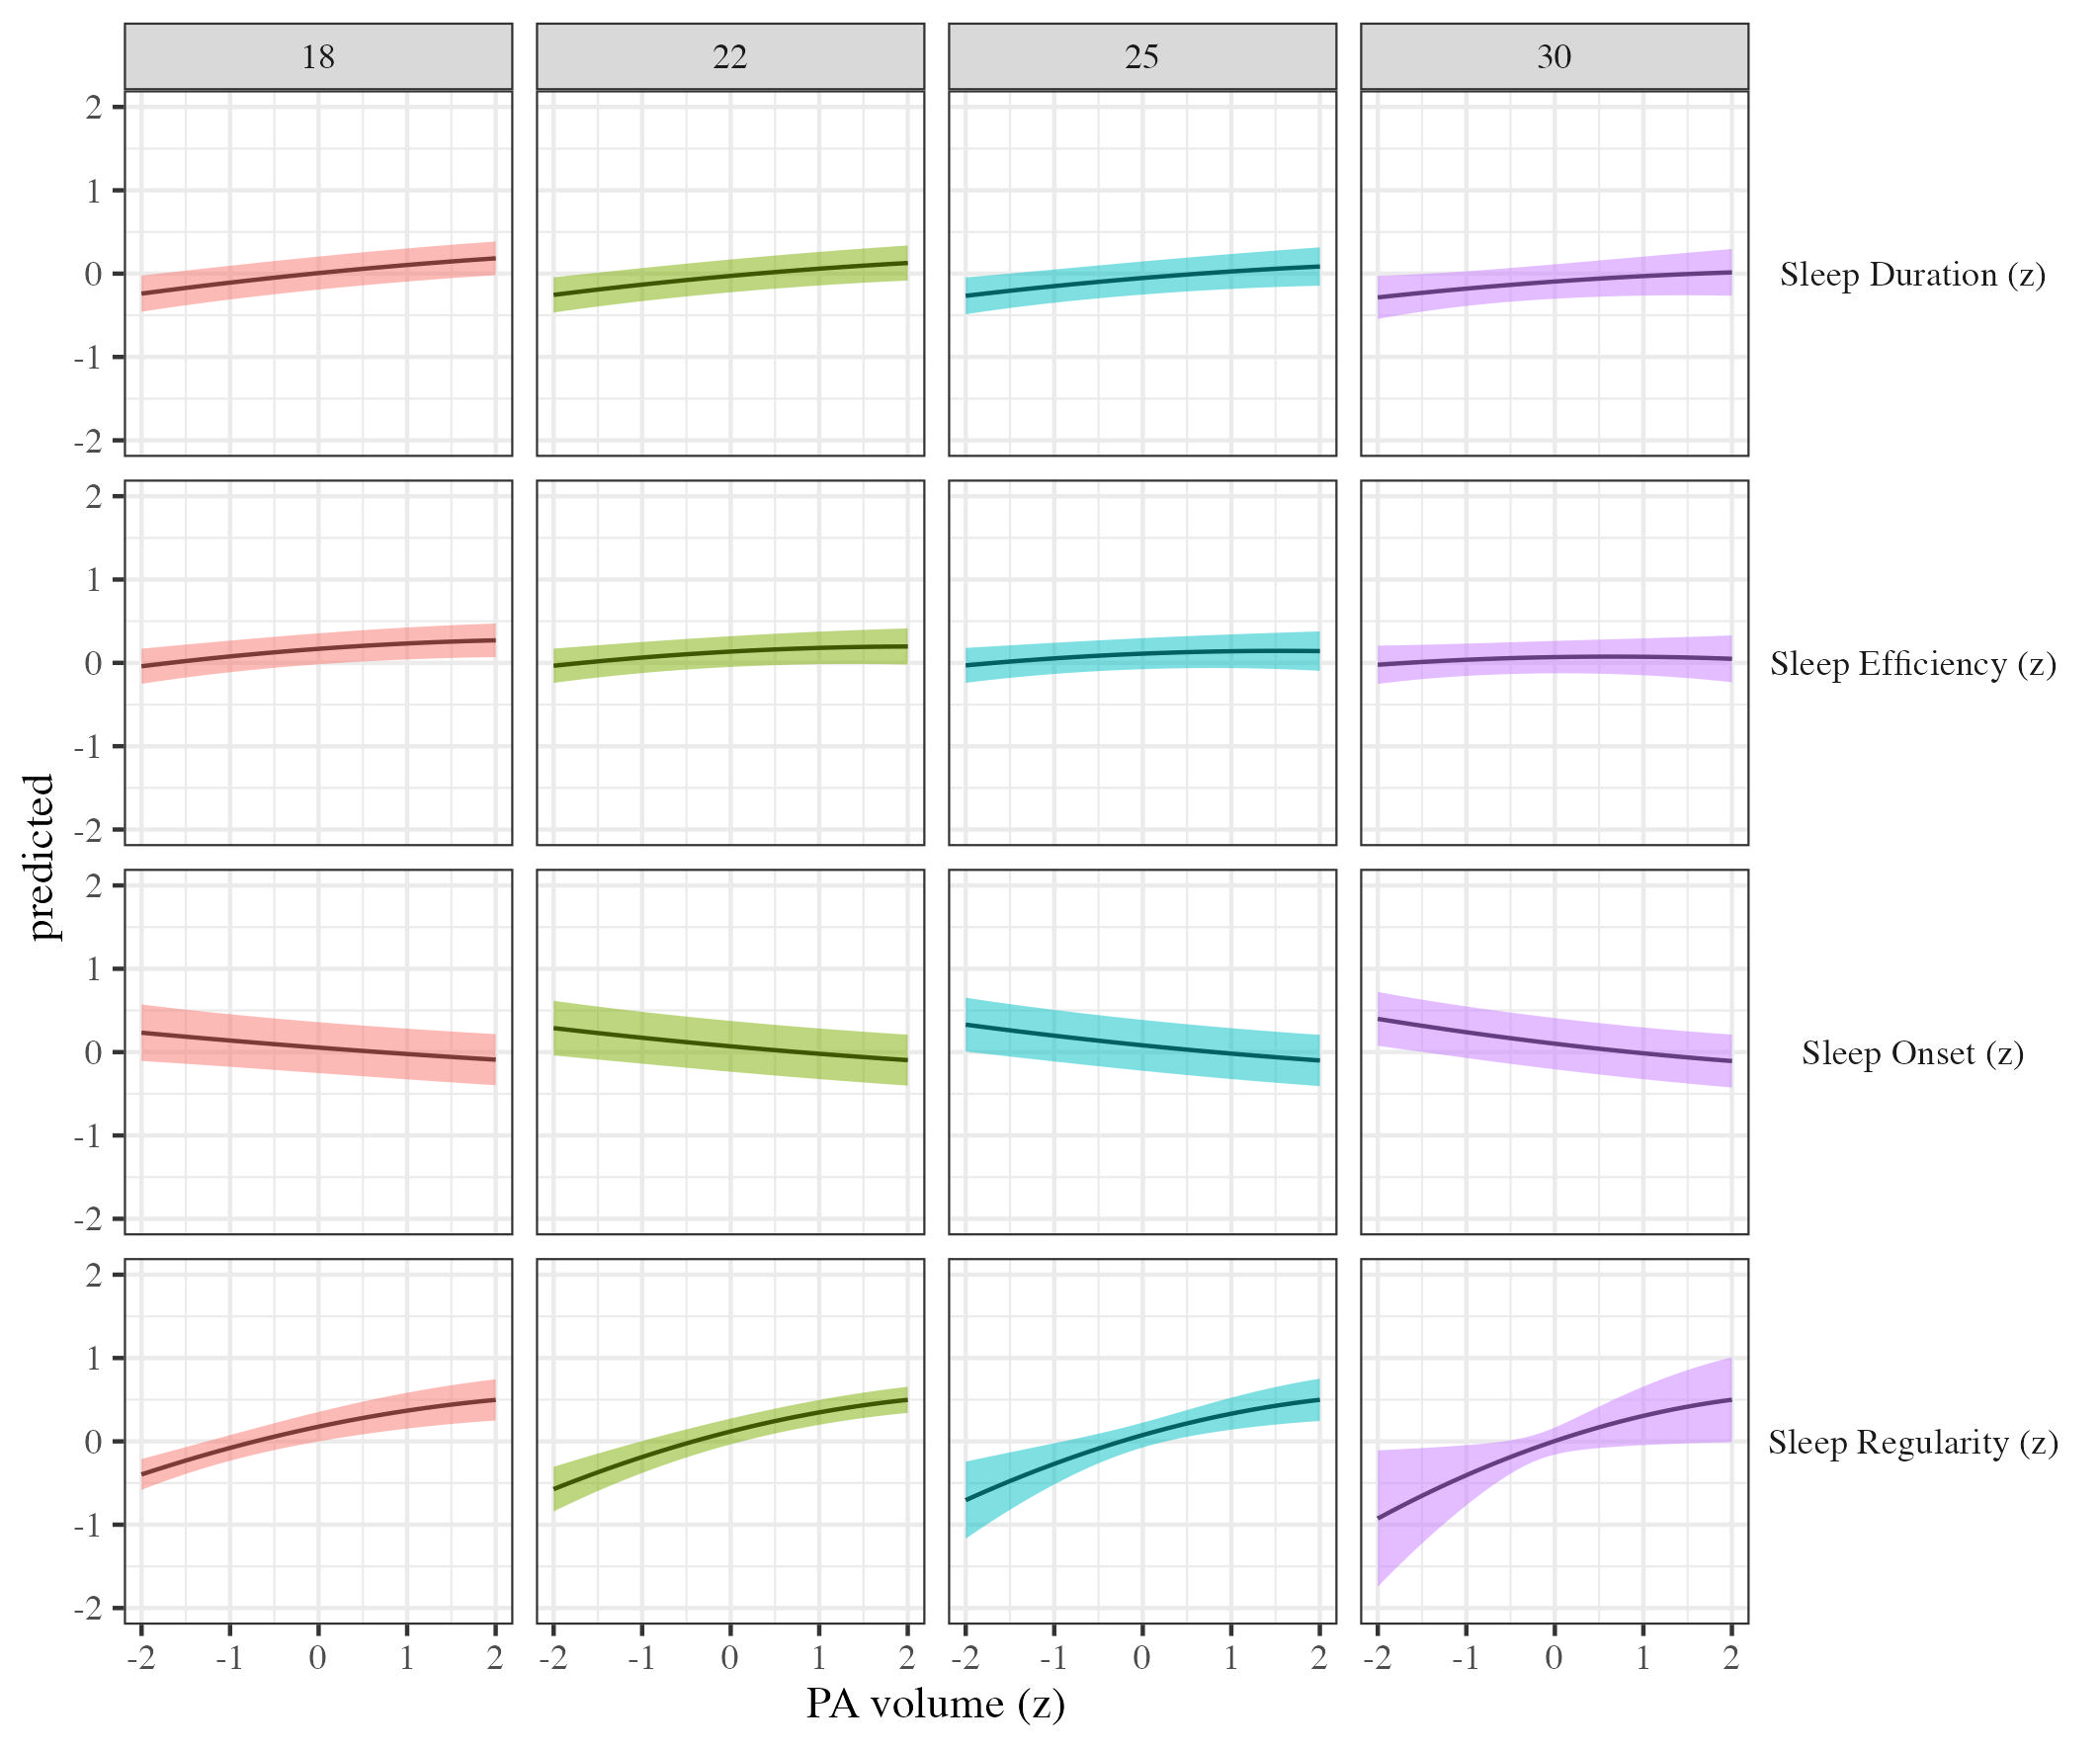 18 22 25 30
2
1
0
-1
-2
Sleep Duration (z)
2
1
0
-1
-2
Sleep Efficiency (z)
predicted
2
1
0
-1
-2
Sleep Onset (z)
2
1
0
-1
-2
Sleep Regularity (z)
-2 -1 0 1 2 -2 -1 0 1 2 -2 -1 0 1 2 -2 -1 0 1 2
PA volume (z)